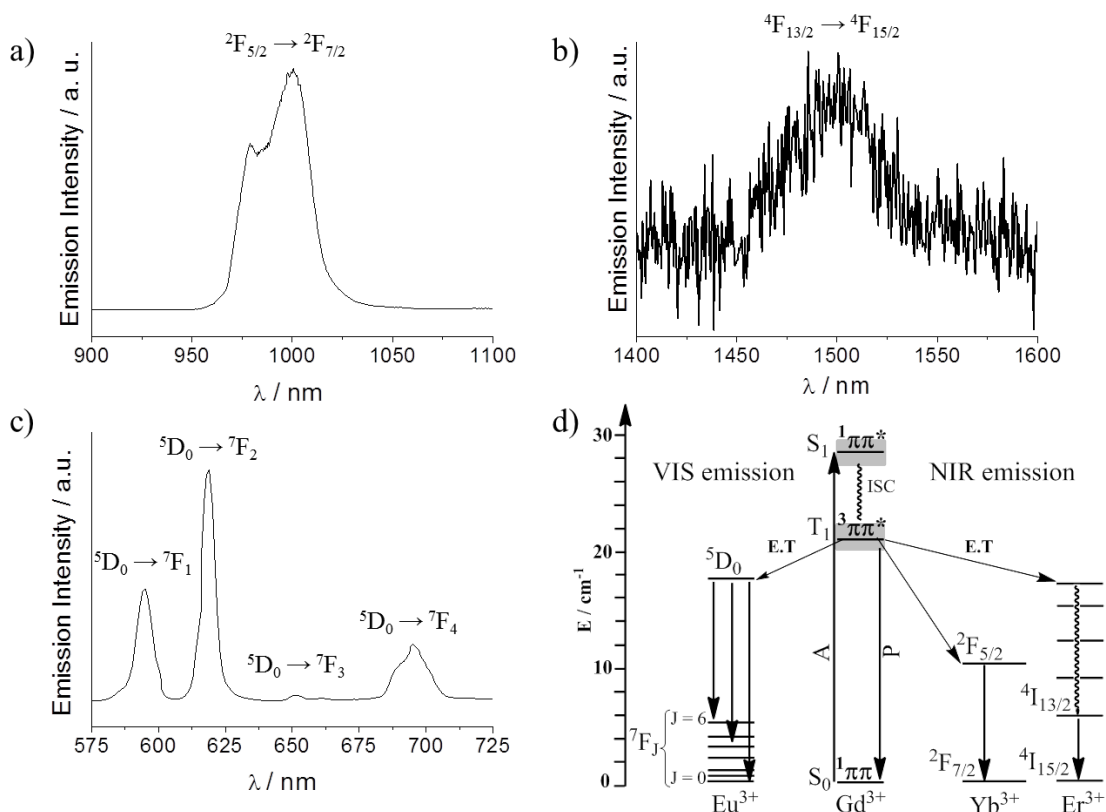 a)
²F₅/₂ → ²F₇/₂
Emission Intensity / a. u.
900 950 1000 1050 1100
λ / nm
b)
⁴F₁₃/₂ → ⁴F₁₅/₂
Emission Intensity / a.u.
1400 1450 1500 1550 1600
λ / nm
c)
⁵D₀ → ⁷F₂
⁵D₀ → ⁷F₁
⁵D₀ → ⁷F₄
⁵D₀ → ⁷F₃
Emission Intensity / a.u.
575 600 625 650 675 700 725
λ / nm
d)
30
20
10
0
E / cm⁻¹
VIS emission
NIR emission
S₁ ¹ππ*
ISC
T₁ ³ππ*
E.T
E.T
⁵D₀
A
P
²F₅/₂
⁴I₁₃/₂
⁷F_J
J = 6
J = 0
S₀ ¹ππ
²F₇/₂
⁴I₁₅/₂
Eu³⁺ Gd³⁺ Yb³⁺ Er³⁺